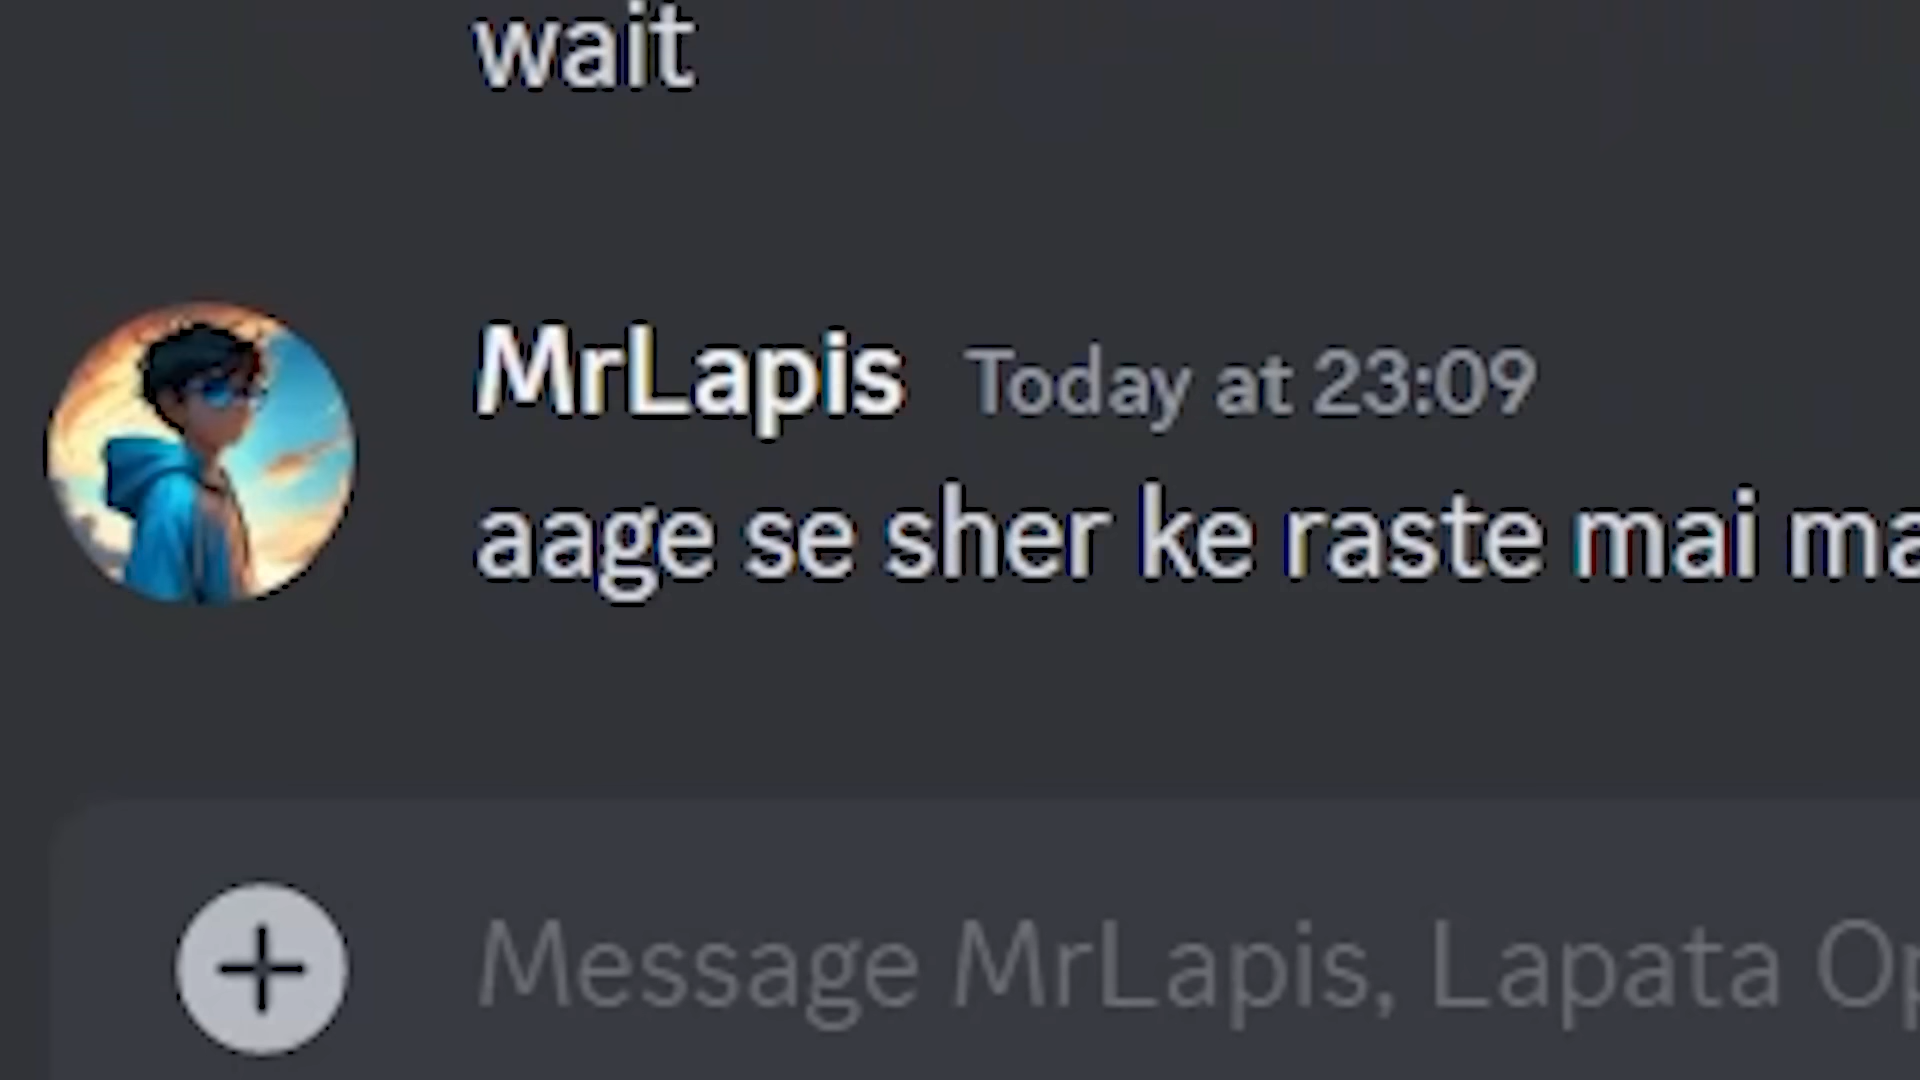 wait
MrLapis Today at 23:09
aage se sher ke raste mai
Message MrLapis, Lapata